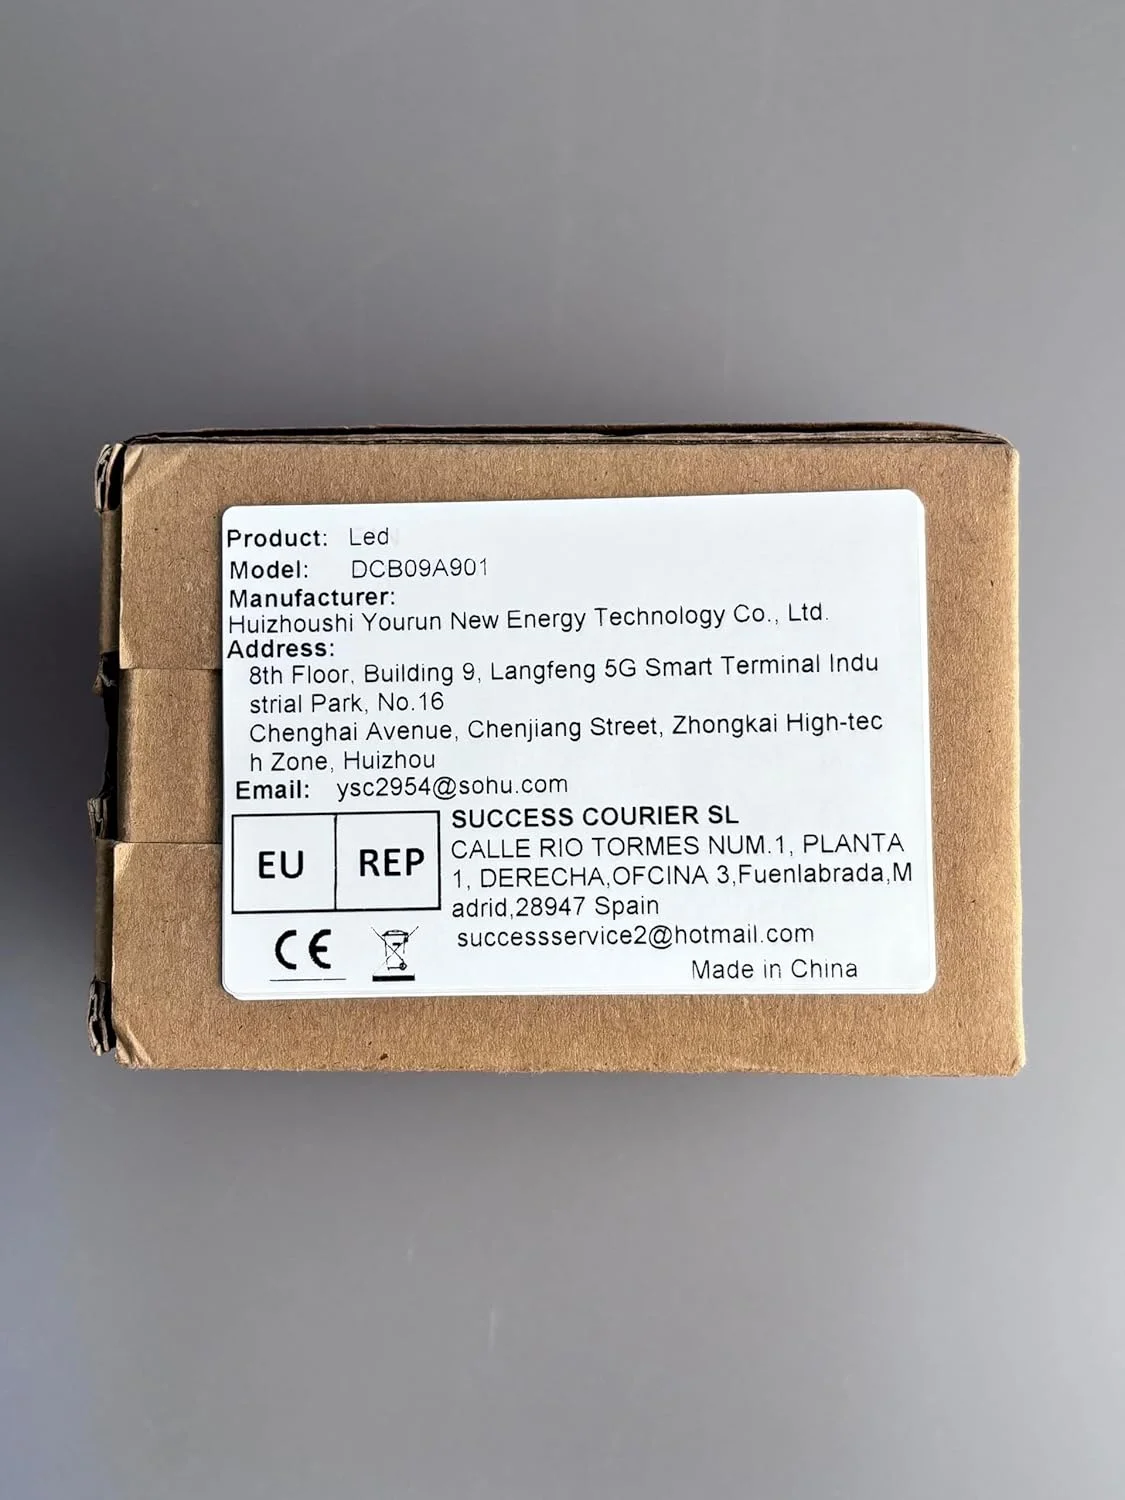 Product: Led
Model: DCB09A901
Manufacturer:
Huizhoushi Yourun New Energy Technology Co., Ltd.
Address:
8th Floor, Building 9, Langfeng 5G Smart Terminal Indu
strial Park, No.16
Chenghai Avenue, Chenjiang Street, Zhongkai High-tec
h Zone, Huizhou
Email: ysc2954@sohu.com
EU REP
SUCCESS COURIER SL
CALLE RIO TORMES NUM.1, PLANTA
1, DERECHA,OFCINA 3,Fuenlabrada,M
adrid,28947 Spain
successservice2@hotmail.com
CE
Made in China